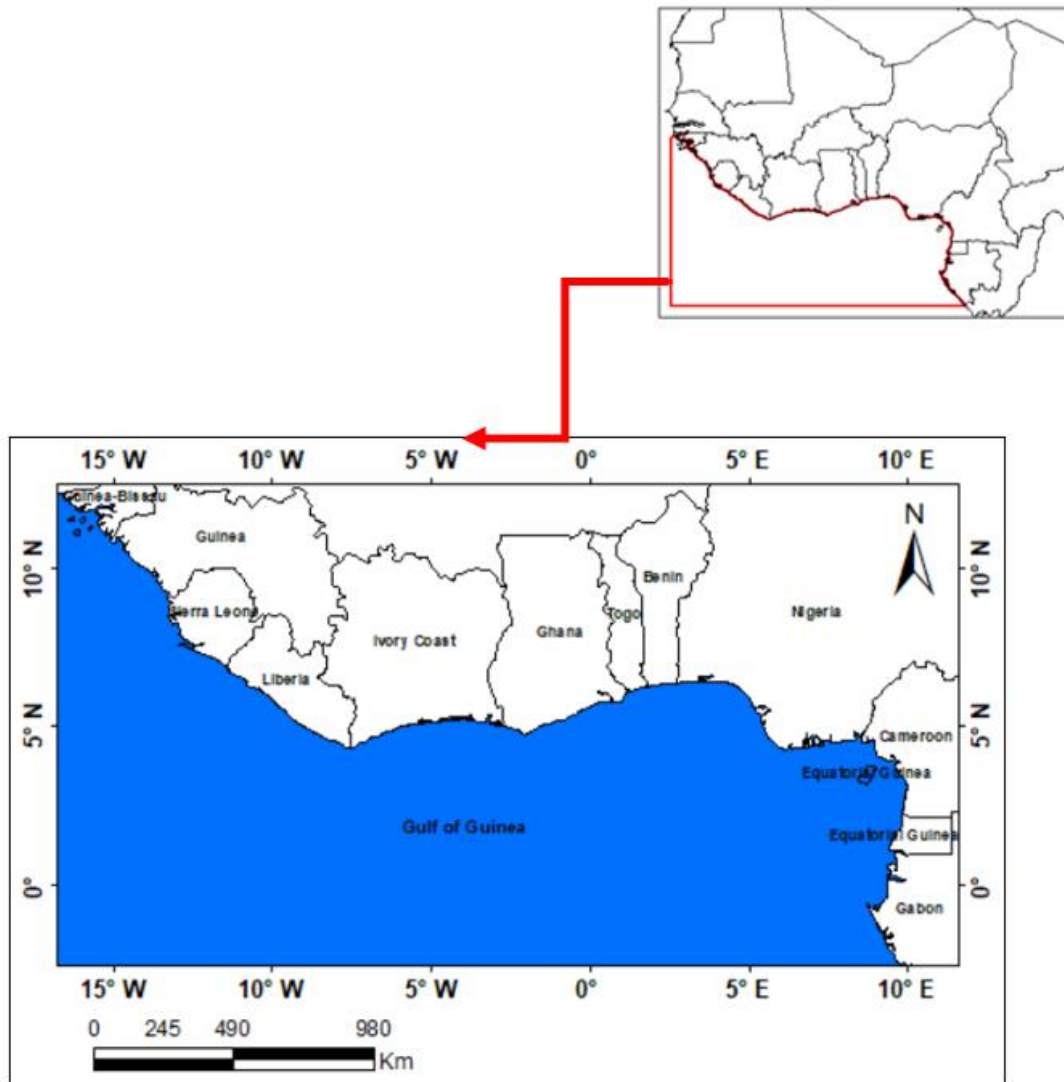 15° W 10° W 5° W 0° 5° E 10° E
Guinea-Bissau
N
Guinea
10° N
10° N
Benin
Sierra Leone
Togo
Nigeria
Ghana
Ivory Coast
Liberia
5° N
5° N
Cameroon
Equatorial Guinea
Gulf of Guinea
Equatorial Guinea
0°
0°
Gabon
15° W 10° W 5° W 0° 5° E 10° E
0 245 490 980
Km